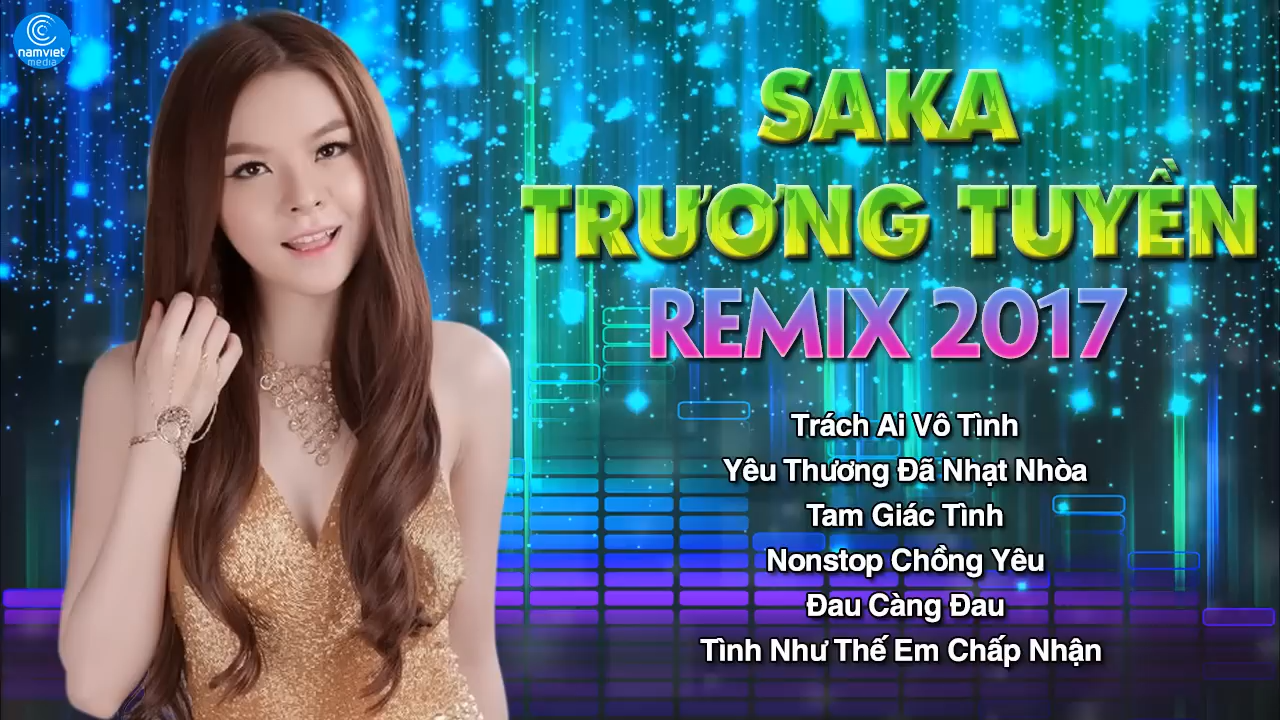 namviet
media
SAKA
TRƯƠNG TUYỀN
REMIX 2017
Trách Ai Vô Tình
Yêu Thương Đã Nhạt Nhòa
Tam Giác Tình
Nonstop Chồng Yêu
Đau Càng Đau
Tình Như Thế Em Chấp Nhận